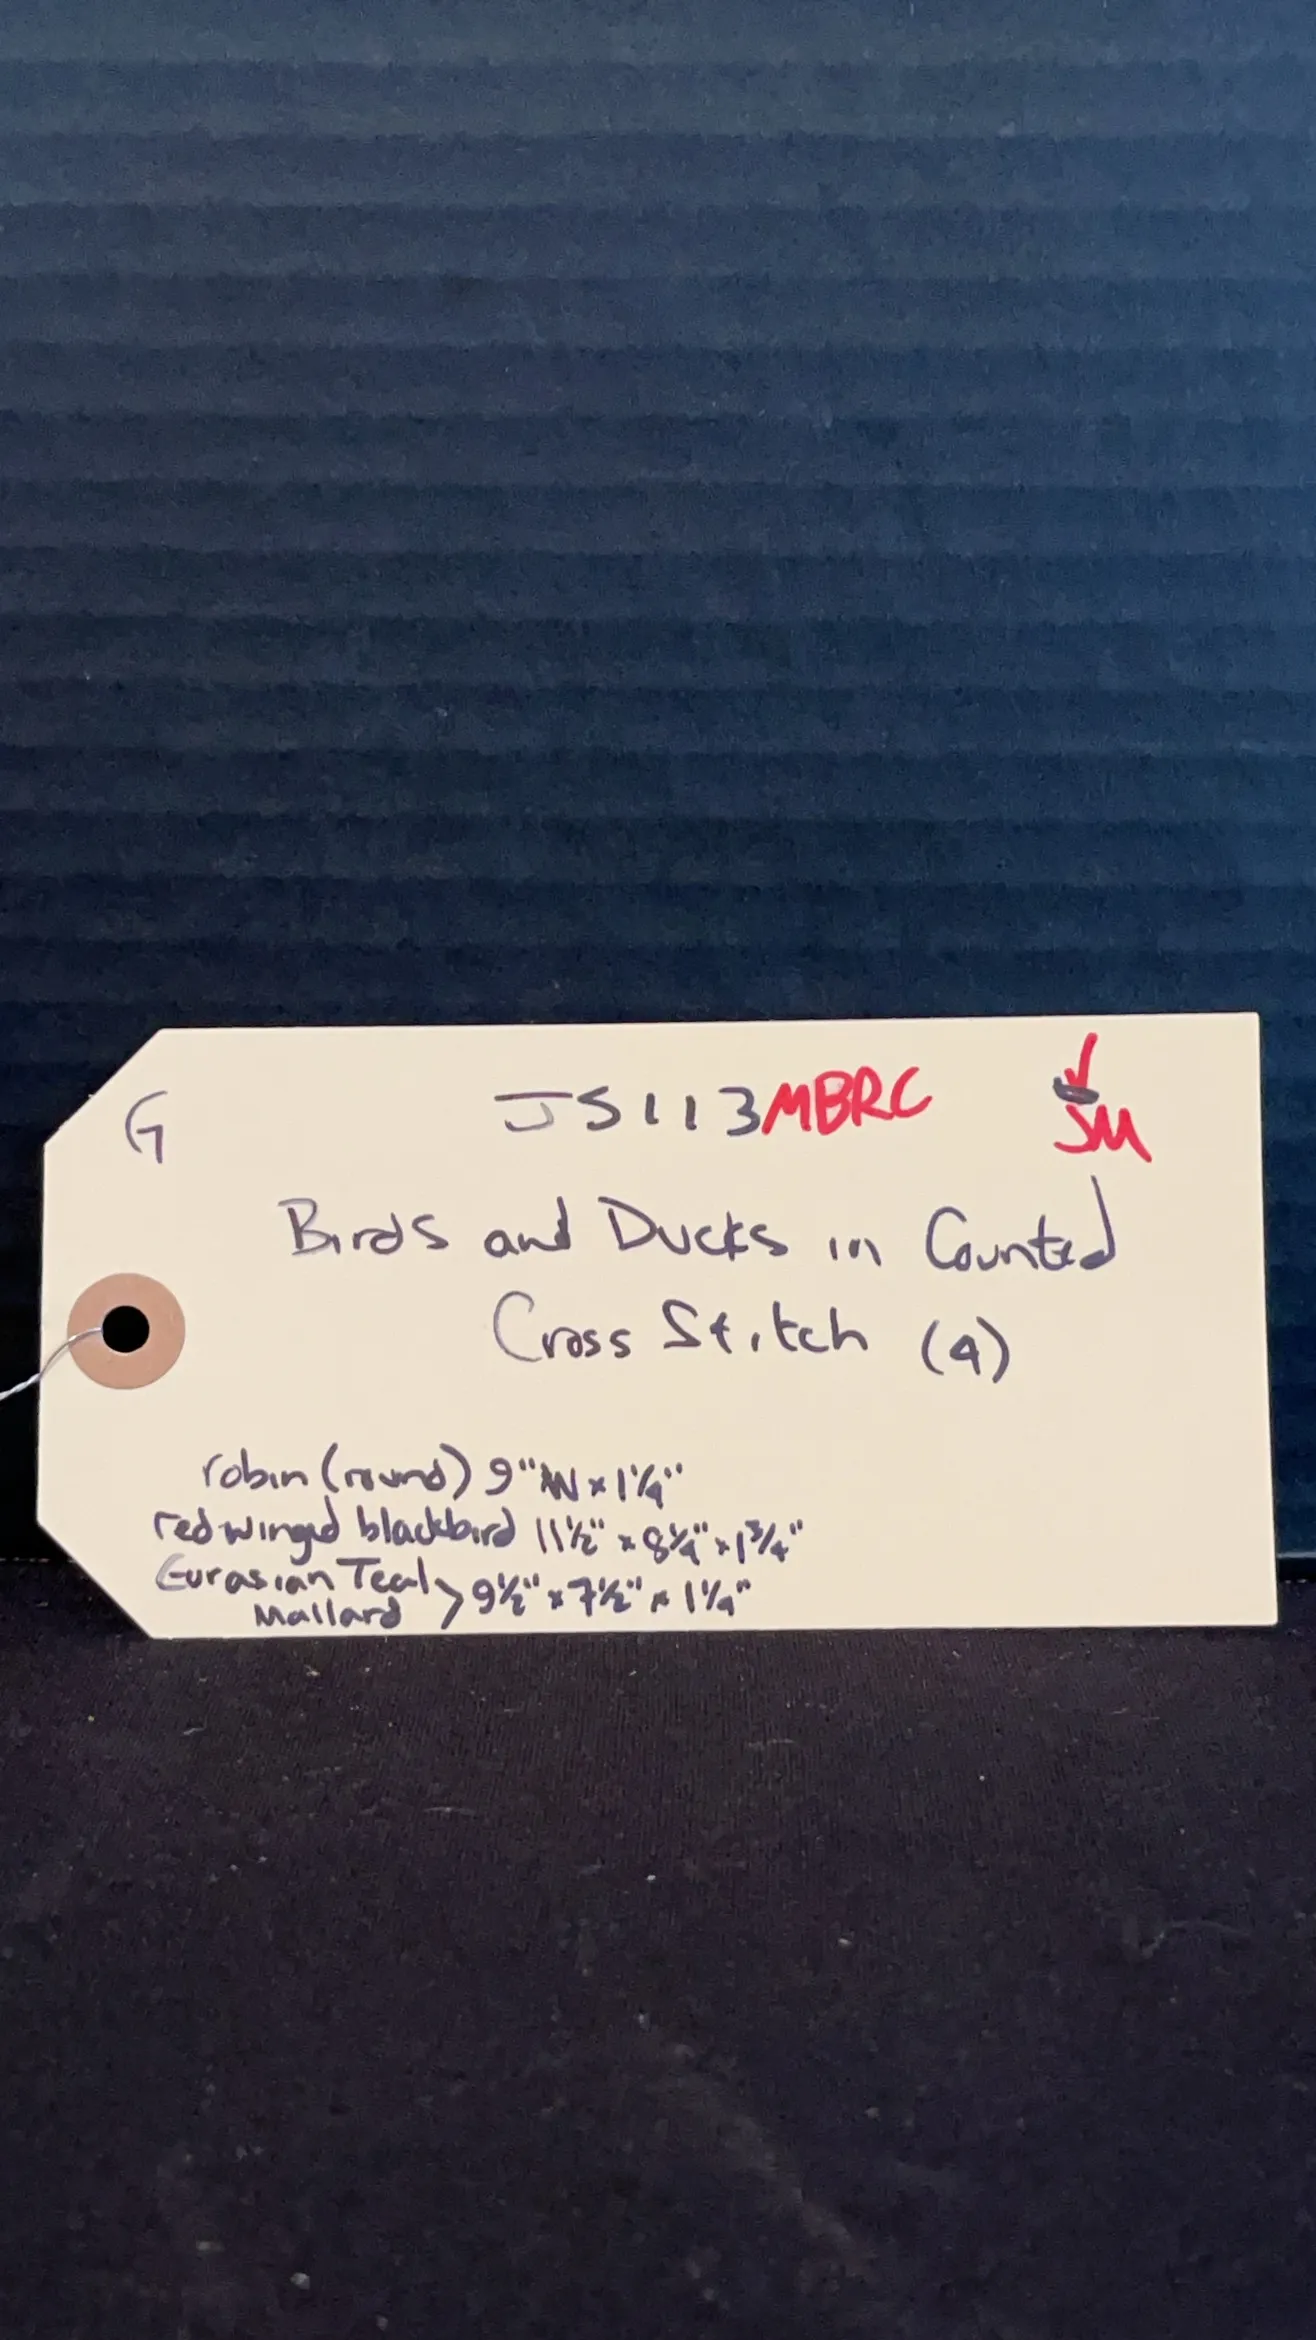 G JS113MBRC SM
Birds and Ducks in Counted
Cross Stitch (4)
robin (round) 9" W x 1¼"
red winged blackbird 11½" x 8¼" x 1¾"
Eurasian Teal
Mallard > 9½" x 7½" x 1¼"